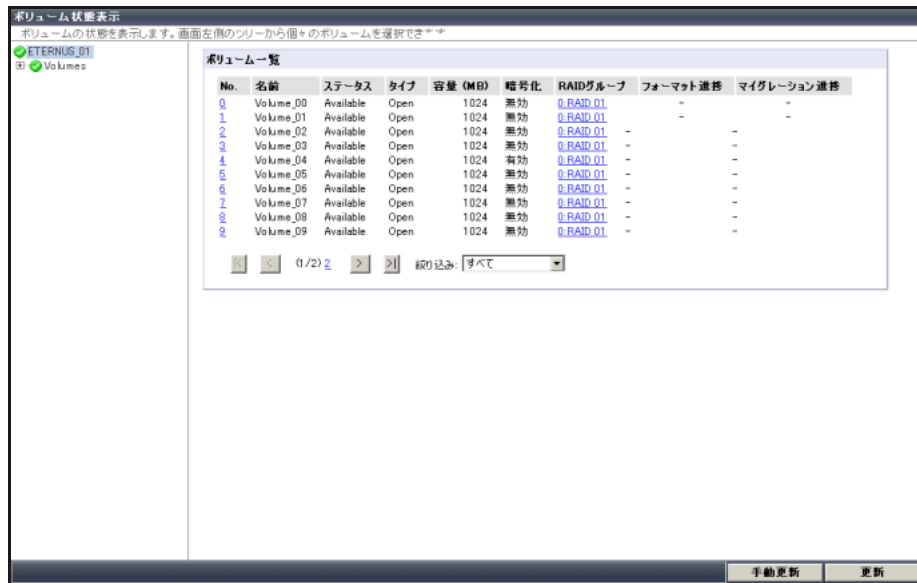 ボリューム状態表示
ボリュームの状態を表示します。画面左側のツリーから個々のボリュームを選択でき
ETERNUS_01
Volumes
ボリューム一覧
No. 名前 ステータス タイプ 容量 (MB) 暗号化 RAIDグループ フォーマット進捗 マイグレーション進捗
0 Volume_00 Available Open 1024 無効 0:RAID 01 - -
1 Volume_01 Available Open 1024 無効 0:RAID 01 - -
2 Volume_02 Available Open 1024 無効 0:RAID 01 - -
3 Volume_03 Available Open 1024 無効 0:RAID 01 - -
4 Volume_04 Available Open 1024 有効 0:RAID 01 - -
5 Volume_05 Available Open 1024 無効 0:RAID 01 - -
6 Volume_06 Available Open 1024 無効 0:RAID 01 - -
7 Volume_07 Available Open 1024 無効 0:RAID 01 - -
8 Volume_08 Available Open 1024 無効 0:RAID 01 - -
9 Volume_09 Available Open 1024 無効 0:RAID 01 - -
(1/2) 2 絞り込み: すべて
手動更新 更新